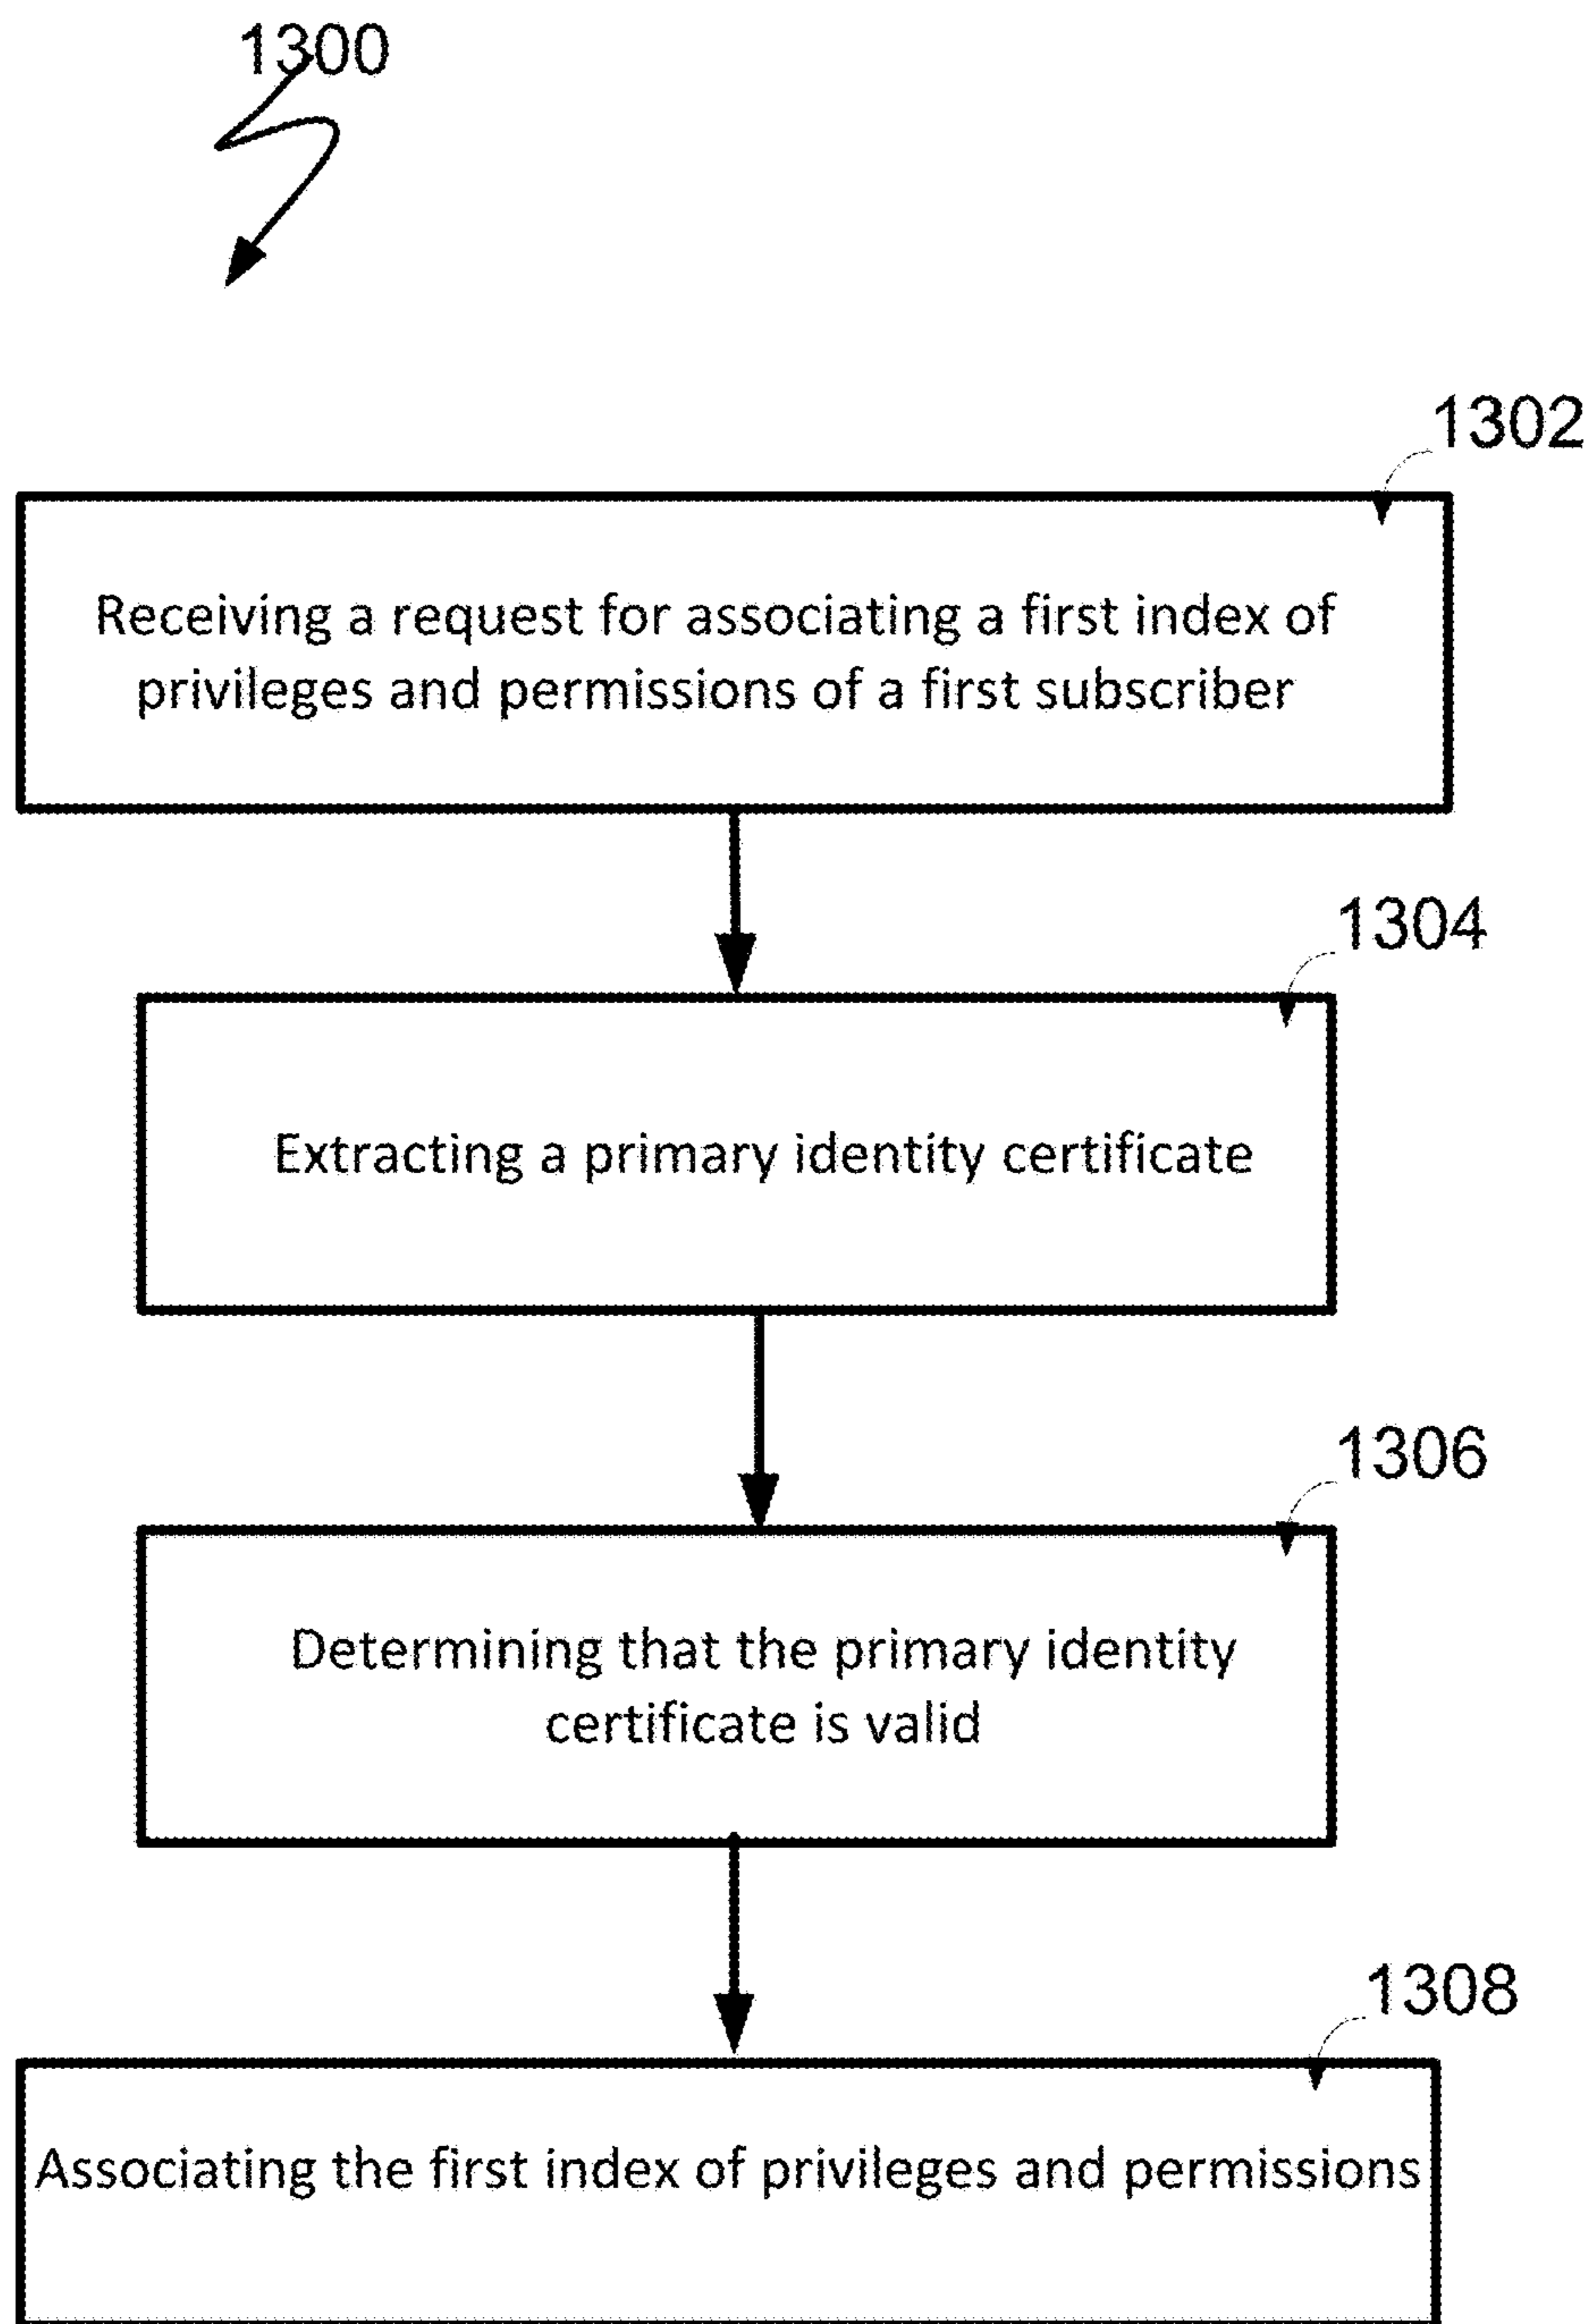 1300
1302
Receiving a request for associating a first index of
privileges and permissions of a first subscriber
1304
Extracting a primary identity certificate
1306
Determining that the primary identity
certificate is valid
1308
Associating the first index of privileges and permissions